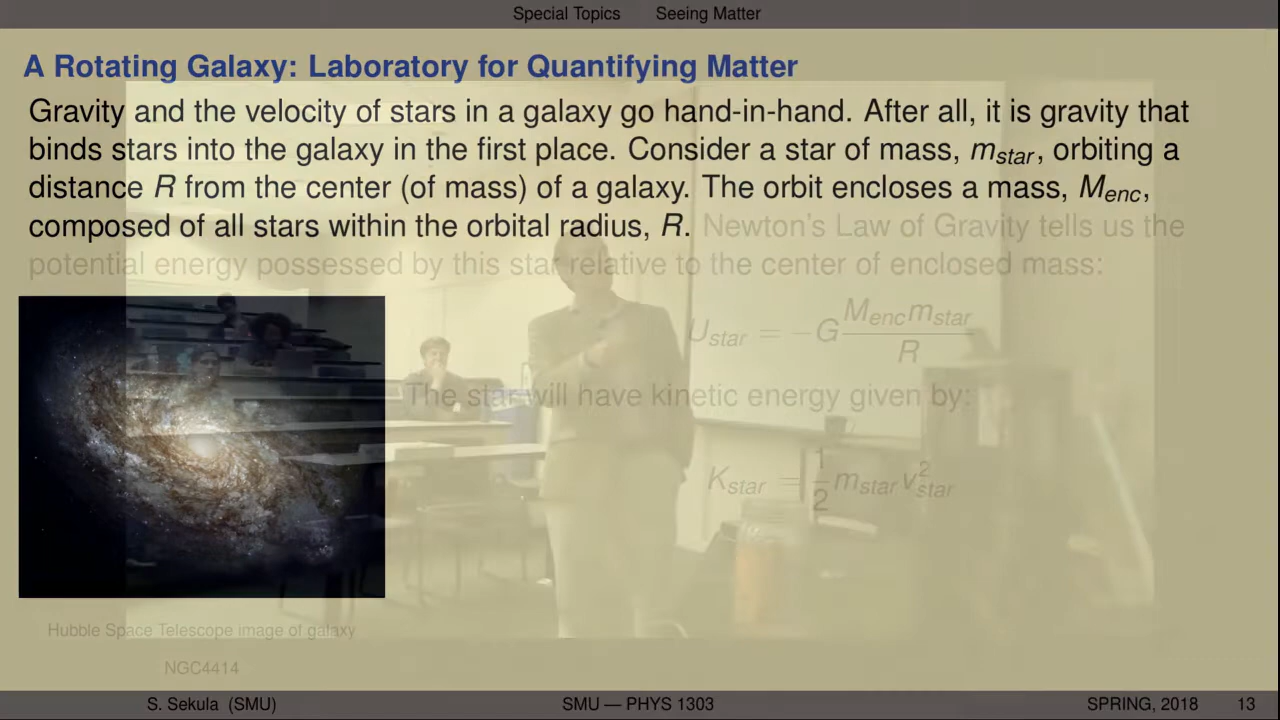 Special Topics Seeing Matter
A Rotating Galaxy: Laboratory for Quantifying Matter
Gravity and the velocity of stars in a galaxy go hand-in-hand. After all, it is gravity that
binds stars into the galaxy in the first place. Consider a star of mass, m_star, orbiting a
distance R from the center (of mass) of a galaxy. The orbit encloses a mass, M_enc,
composed of all stars within the orbital radius, R. Newton's Law of Gravity tells us the
potential energy possessed by this star relative to the center of enclosed mass:
U_star = −G M_enc m_star / R
The star will have kinetic energy given by:
K_star = 1/2 m_star v²_star
Hubble Space Telescope image of galaxy
NGC4414
S. Sekula (SMU) SMU — PHYS 1303 SPRING, 2018 13